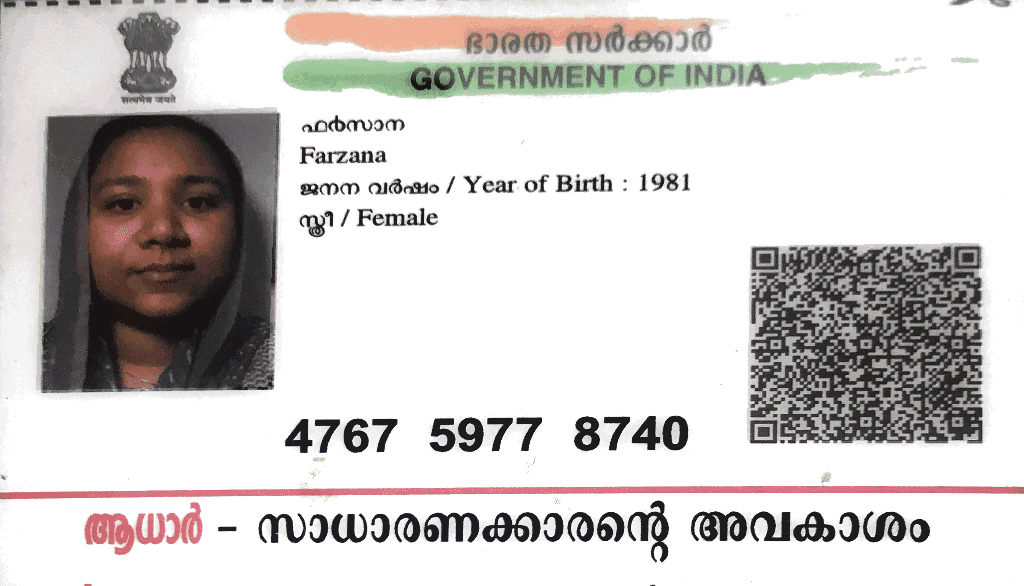 ഭാരത സർക്കാർ
GOVERNMENT OF INDIA
सत्यमेव जयते
ഫർസാന
Farzana
ജനന വർഷം / Year of Birth : 1981
സ്ത്രീ / Female
4767 5977 8740
ആധാർ – സാധാരണക്കാരന്റെ അവകാശം